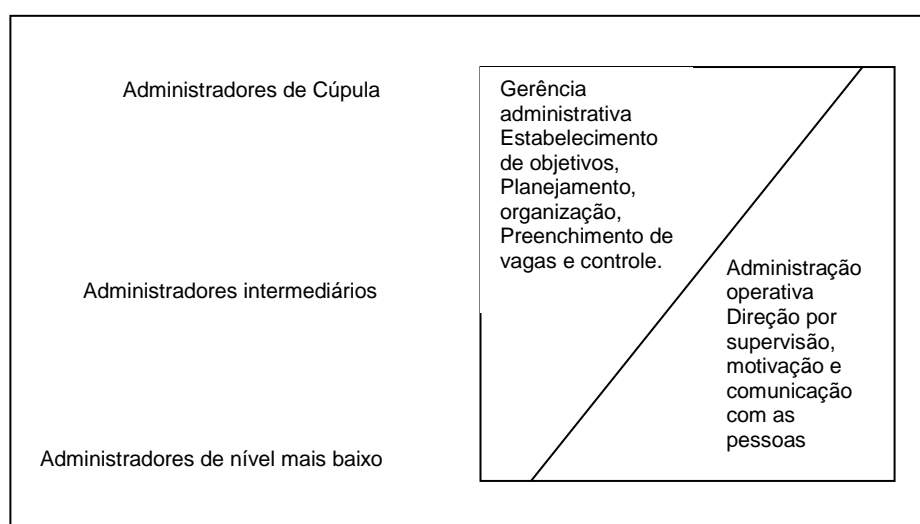 Administradores de Cúpula
Gerência
administrativa
Estabelecimento
de objetivos,
Planejamento,
organização,
Preenchimento de
vagas e controle.
Administradores intermediários
Administração
operativa
Direção por
supervisão,
motivação e
comunicação
com as
pessoas
Administradores de nível mais baixo